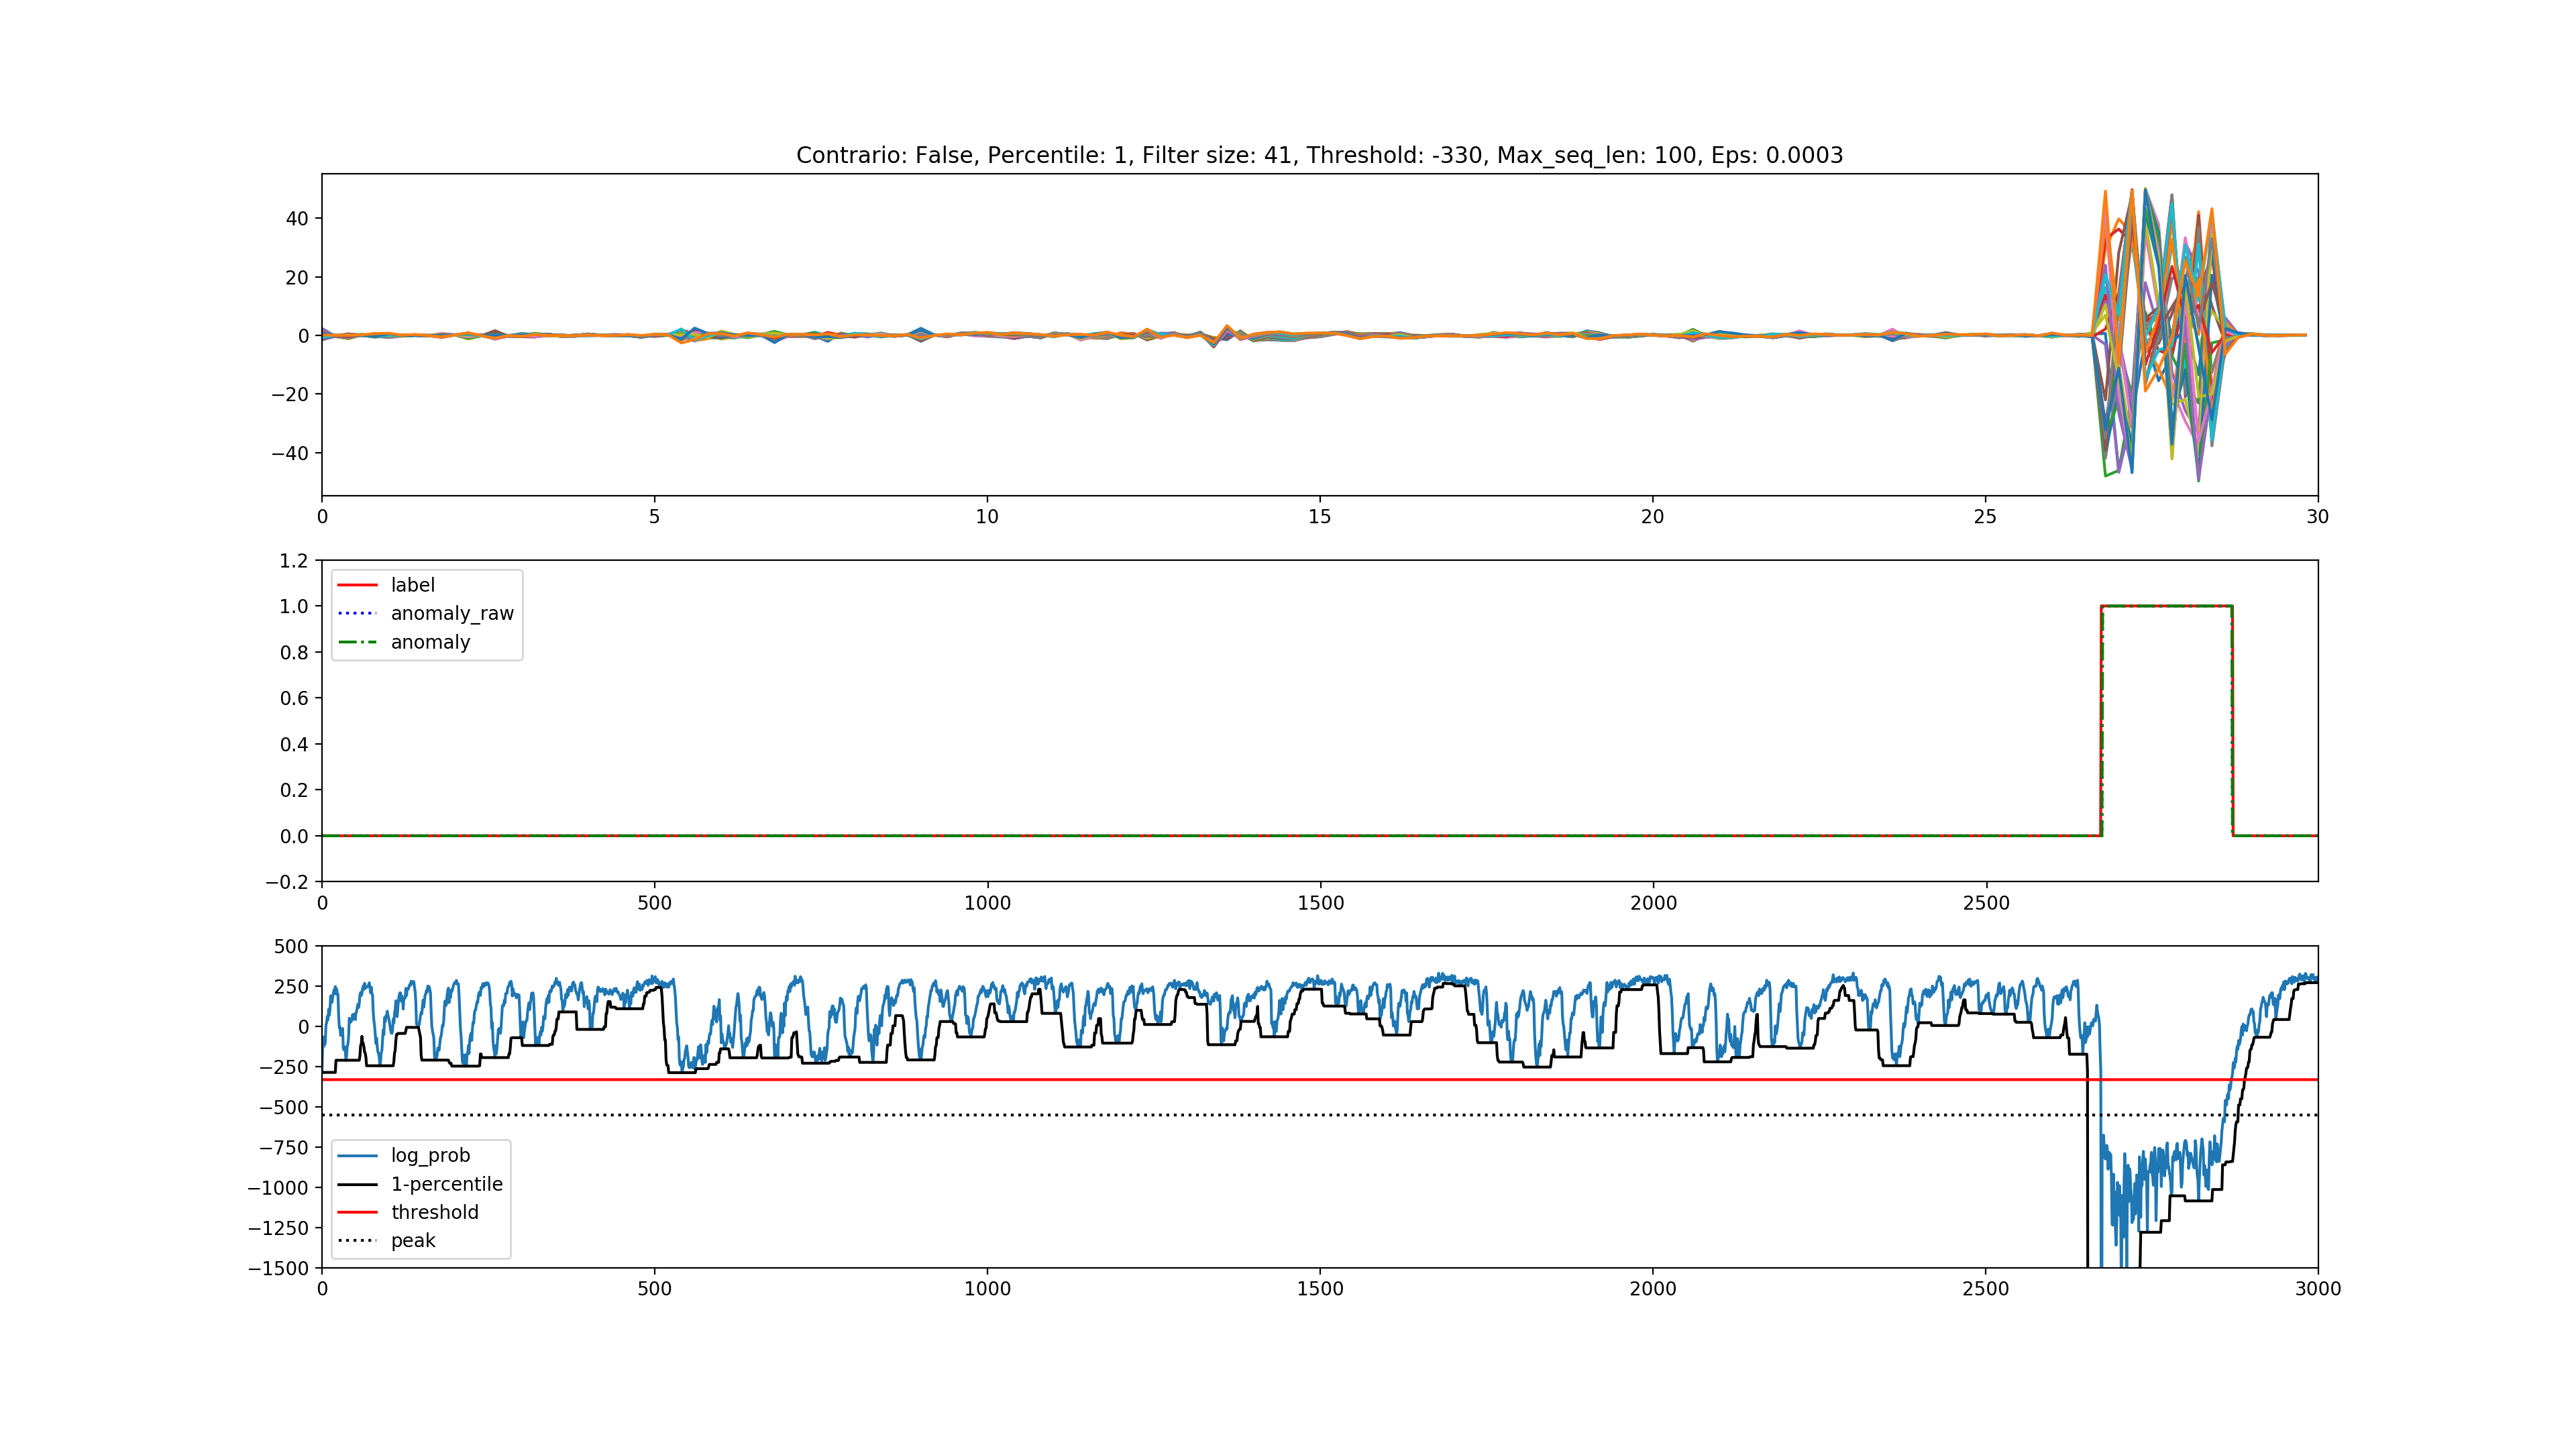 Contrario: False, Percentile: 1, Filter size: 41, Threshold: -330, Max_seq_len: 100, Eps: 0.0003
40
20
0
−20
−40
0 5 10 15 20 25 30
1.2
1.0
0.8
0.6
0.4
0.2
0.0
−0.2
label
anomaly_raw
anomaly
0 500 1000 1500 2000 2500
500
250
0
−250
−500
−750
−1000
−1250
−1500
log_prob
1-percentile
threshold
peak
0 500 1000 1500 2000 2500 3000